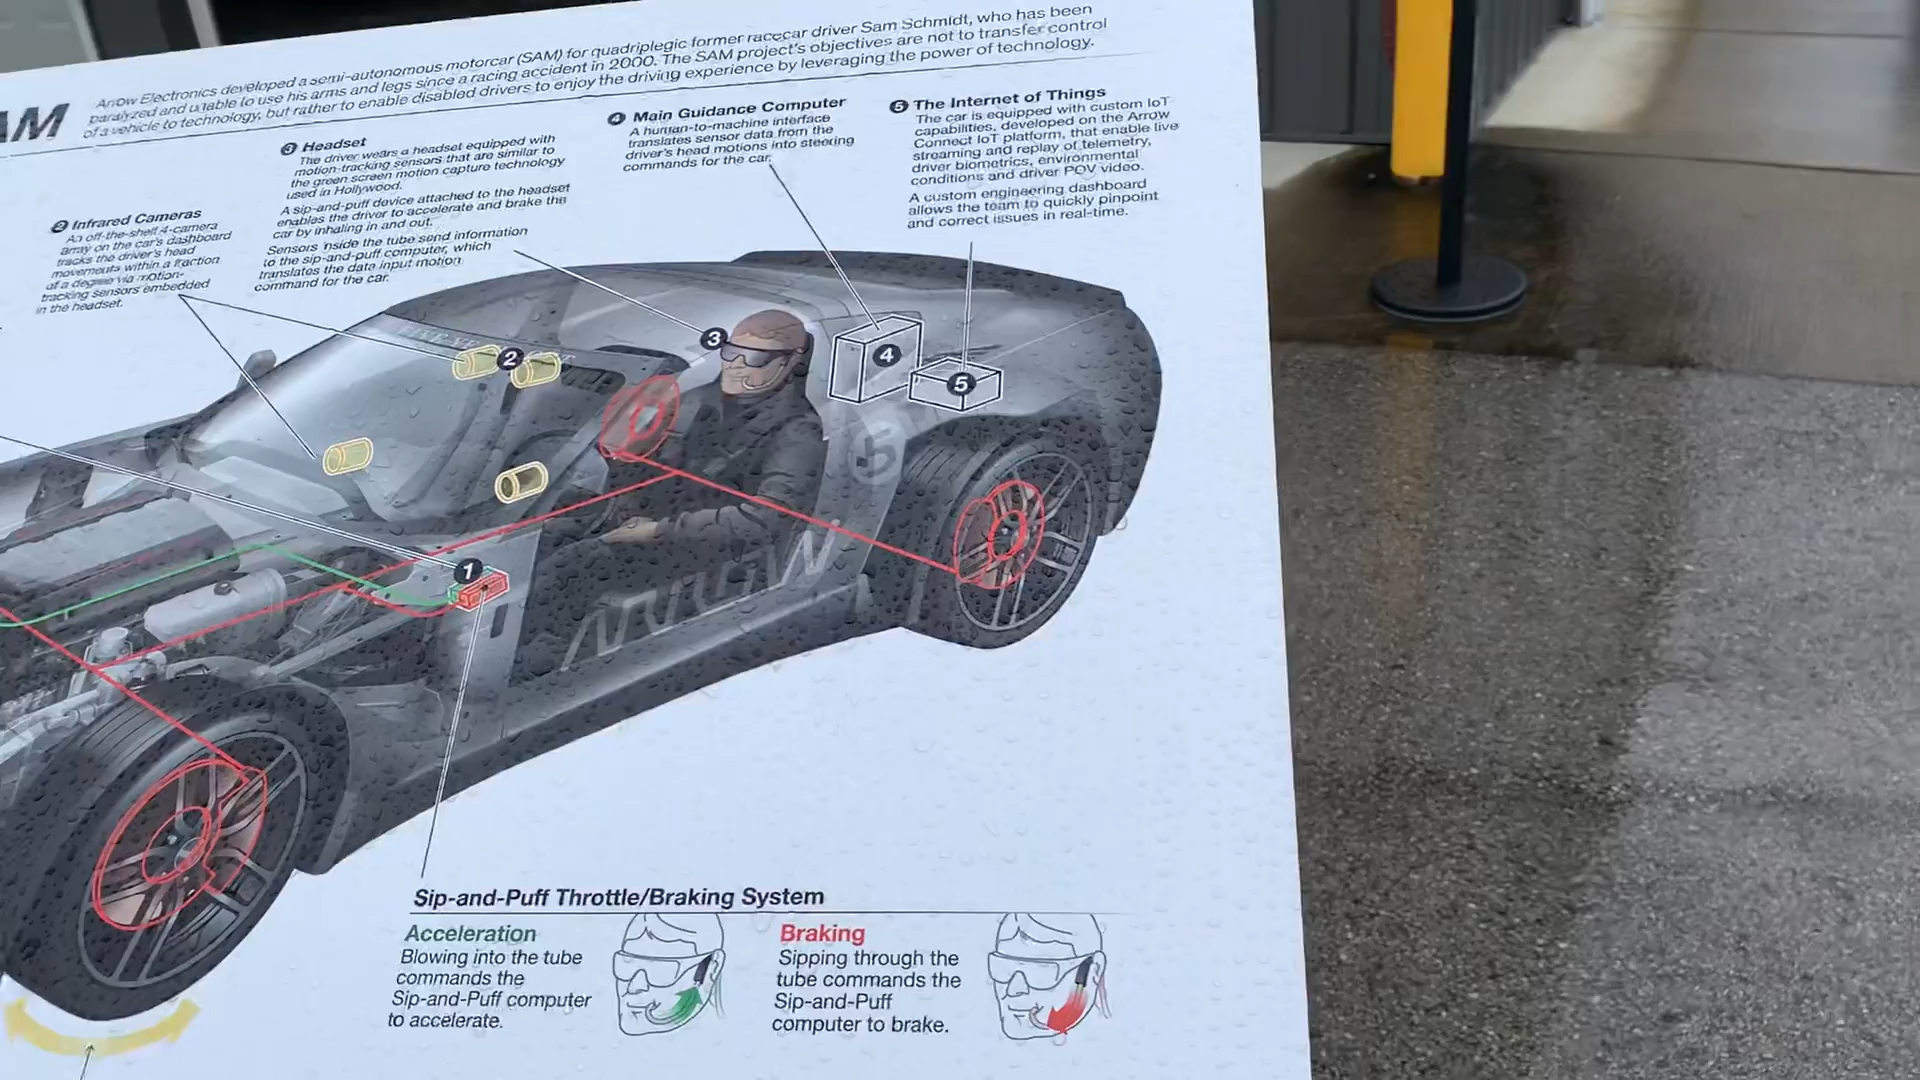 AM
Arrow Electronics developed a semi-autonomous motorcar (SAM) for quadriplegic former racecar driver Sam Schmidt, who has been
paralyzed and unable to use his arms and legs since a racing accident in 2000. The SAM project's objectives are not to transfer control
of a vehicle to technology, but rather to enable disabled drivers to enjoy the driving experience by leveraging the power of technology.
2 Infrared Cameras
An off-the-shelf 4-camera
array on the car's dashboard
tracks the driver's head
movements within a fraction
of a degree via motion-
tracking sensors embedded
in the headset.
3 Headset
The driver wears a headset equipped with
motion-tracking sensors that are similar to
the green screen motion capture technology
used in Hollywood.
A sip-and-puff device attached to the headset
enables the driver to accelerate and brake the
car by inhaling in and out.
Sensors inside the tube send information
to the sip-and-puff computer, which
translates the data input motion
command for the car.
4 Main Guidance Computer
A human-to-machine interface
translates sensor data from the
driver's head motions into steering
commands for the car.
5 The Internet of Things
The car is equipped with custom IoT
capabilities, developed on the Arrow
Connect IoT platform, that enable live
streaming and replay of telemetry,
driver biometrics, environmental
conditions and driver POV video.
A custom engineering dashboard
allows the team to quickly pinpoint
and correct issues in real-time.
2
3
4
5
1
5
ARROW
Sip-and-Puff Throttle/Braking System
Acceleration
Blowing into the tube
commands the
Sip-and-Puff computer
to accelerate.
Braking
Sipping through the
tube commands the
Sip-and-Puff
computer to brake.